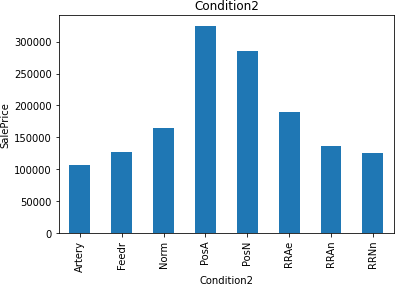 Condition2
SalePrice
300000
250000
200000
150000
100000
50000
0
Artery
Feedr
Norm
PosA
PosN
RRAe
RRAn
RRNn
Condition2